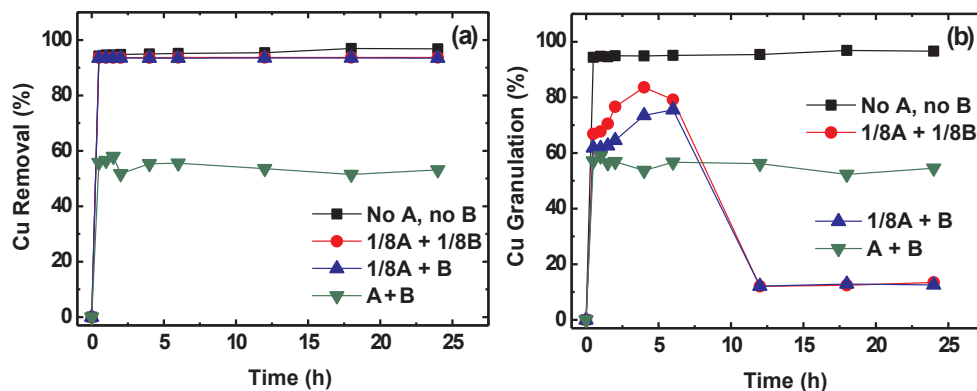 (a)
Cu Removal (%)
100
80
60
40
20
0
No A, no B
1/8A + 1/8B
1/8A + B
A+B
0 5 10 15 20 25
Time (h)
(b)
Cu Granulation (%)
100
80
60
40
20
0
No A, no B
1/8A + 1/8B
1/8A + B
A + B
0 5 10 15 20 25
Time (h)